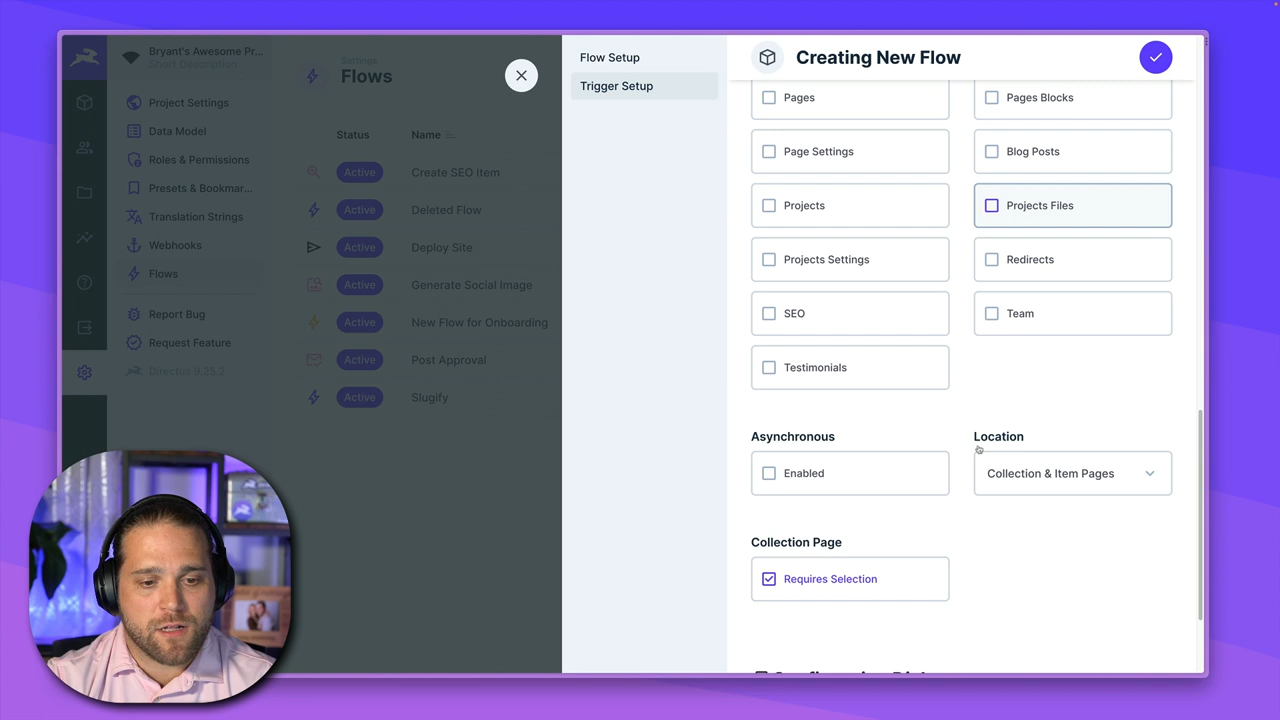 Bryant's Awesome Pr...
Short Description
Project Settings
Data Model
Roles & Permissions
Presets & Bookmar...
Translation Strings
Webhooks
Flows
Report Bug
Request Feature
Directus 9.25.2
Settings
Flows
Status
Name
Active
Create SEO Item
Active
Deleted Flow
Active
Deploy Site
Active
Generate Social Image
Active
New Flow for Onboarding
Active
Post Approval
Active
Slugify
Flow Setup
Trigger Setup
Creating New Flow
Pages
Pages Blocks
Page Settings
Blog Posts
Projects
Projects Files
Projects Settings
Redirects
SEO
Team
Testimonials
Asynchronous
Location
Enabled
Collection & Item Pages
Collection Page
Requires Selection